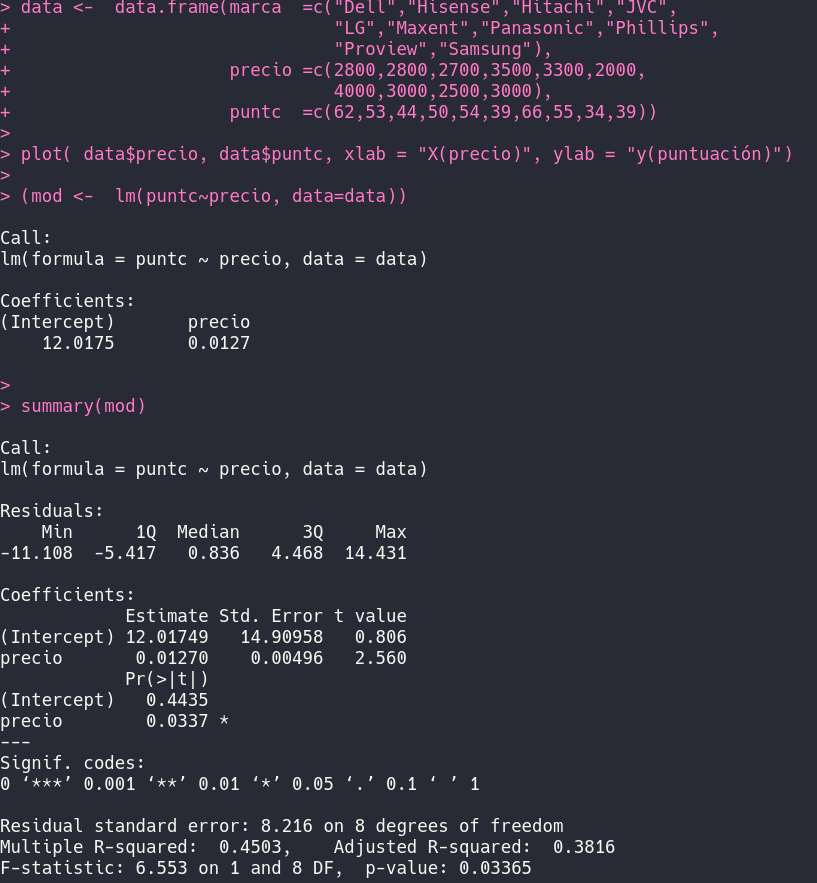 > data <-  data.frame(marca  =c("Dell","Hisense","Hitachi","JVC",
+                               "LG","Maxent","Panasonic","Phillips",
+                               "Proview","Samsung"),
+                     precio =c(2800,2800,2700,3500,3300,2000,
+                               4000,3000,2500,3000),
+                     puntc  =c(62,53,44,50,54,39,66,55,34,39))
>
> plot( data$precio, data$puntc, xlab = "X(precio)", ylab = "y(puntuación)")
>
> (mod <-  lm(puntc~precio, data=data))

Call:
lm(formula = puntc ~ precio, data = data)

Coefficients:
(Intercept)       precio
    12.0175       0.0127

>
> summary(mod)

Call:
lm(formula = puntc ~ precio, data = data)

Residuals:
    Min      1Q  Median      3Q     Max
-11.108  -5.417   0.836   4.468  14.431

Coefficients:
            Estimate Std. Error t value
(Intercept) 12.01749   14.90958   0.806
precio       0.01270    0.00496   2.560
            Pr(>|t|)
(Intercept)   0.4435
precio        0.0337 *
---
Signif. codes:
0 ‘***’ 0.001 ‘**’ 0.01 ‘*’ 0.05 ‘.’ 0.1 ‘ ’ 1

Residual standard error: 8.216 on 8 degrees of freedom
Multiple R-squared:  0.4503,    Adjusted R-squared:  0.3816
F-statistic: 6.553 on 1 and 8 DF,  p-value: 0.03365